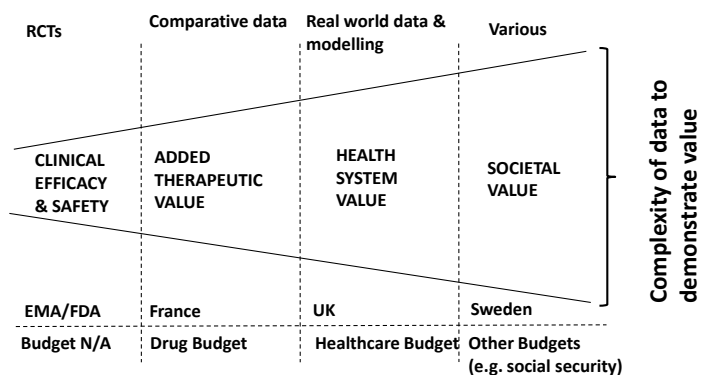 RCTs
Comparative data
Real world data &
modelling
Various
CLINICAL
EFFICACY
& SAFETY
ADDED
THERAPEUTIC
VALUE
HEALTH
SYSTEM
VALUE
SOCIETAL
VALUE
Complexity of data to
demonstrate value
EMA/FDA
France
UK
Sweden
Budget N/A
Drug Budget
Healthcare Budget
Other Budgets
(e.g. social security)